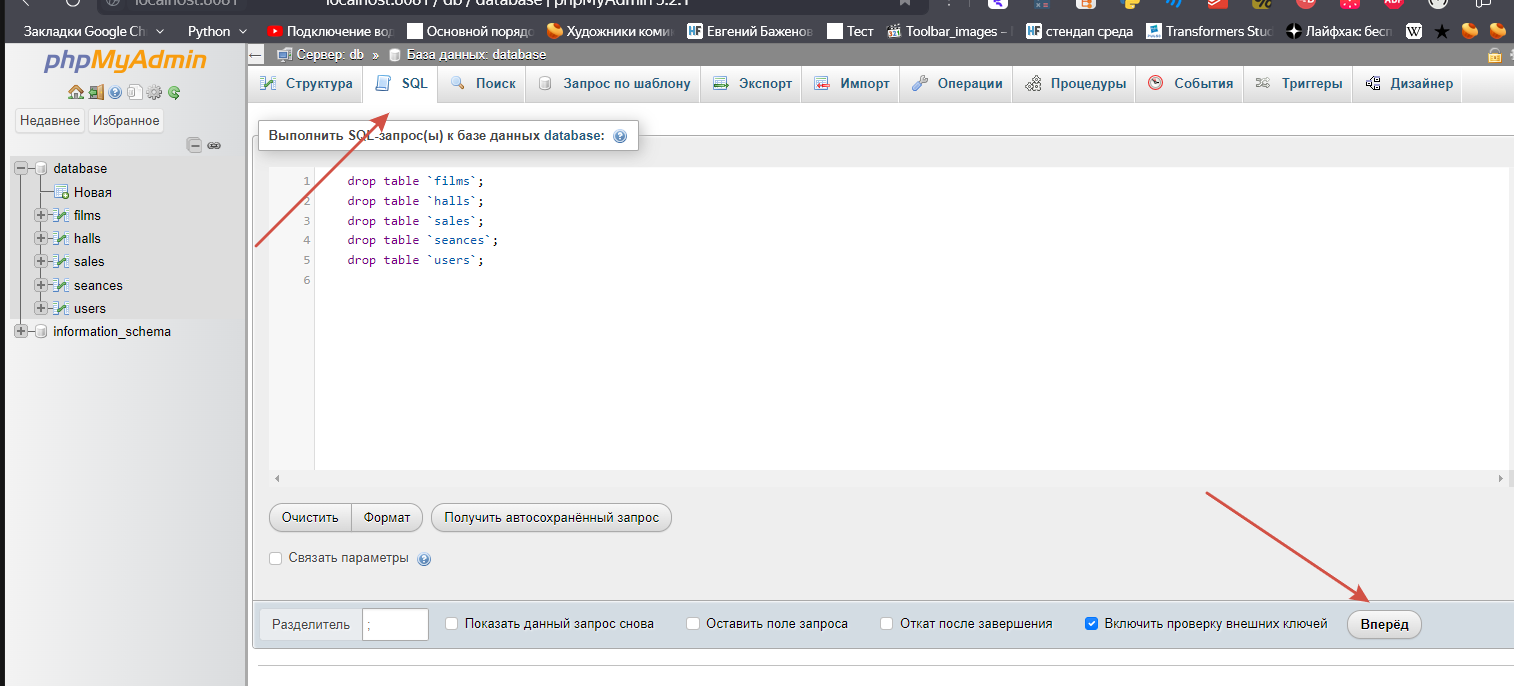 localhost:8081 / db / database | phpMyAdmin 5.2.1
Закладки Google Ch
Python
Подключение вод
Основной порядо
Художники комик
HF Евгений Баженов
Тест
Toolbar_images –
HF стендап среда
Transformers Stud
Лайфхак: бесп
W
phpMyAdmin
Недавнее
Избранное
database
Новая
films
halls
sales
seances
users
information_schema
Сервер: db » База данных: database
Структура
SQL
Поиск
Запрос по шаблону
Экспорт
Импорт
Операции
Процедуры
События
Триггеры
Дизайнер
Выполнить SQL-запрос(ы) к базе данных database:
1 drop table `films`;
2 drop table `halls`;
3 drop table `sales`;
4 drop table `seances`;
5 drop table `users`;
6
Очистить
Формат
Получить автосохранённый запрос
Связать параметры
Разделитель ;
Показать данный запрос снова
Оставить поле запроса
Откат после завершения
Включить проверку внешних ключей
Вперёд